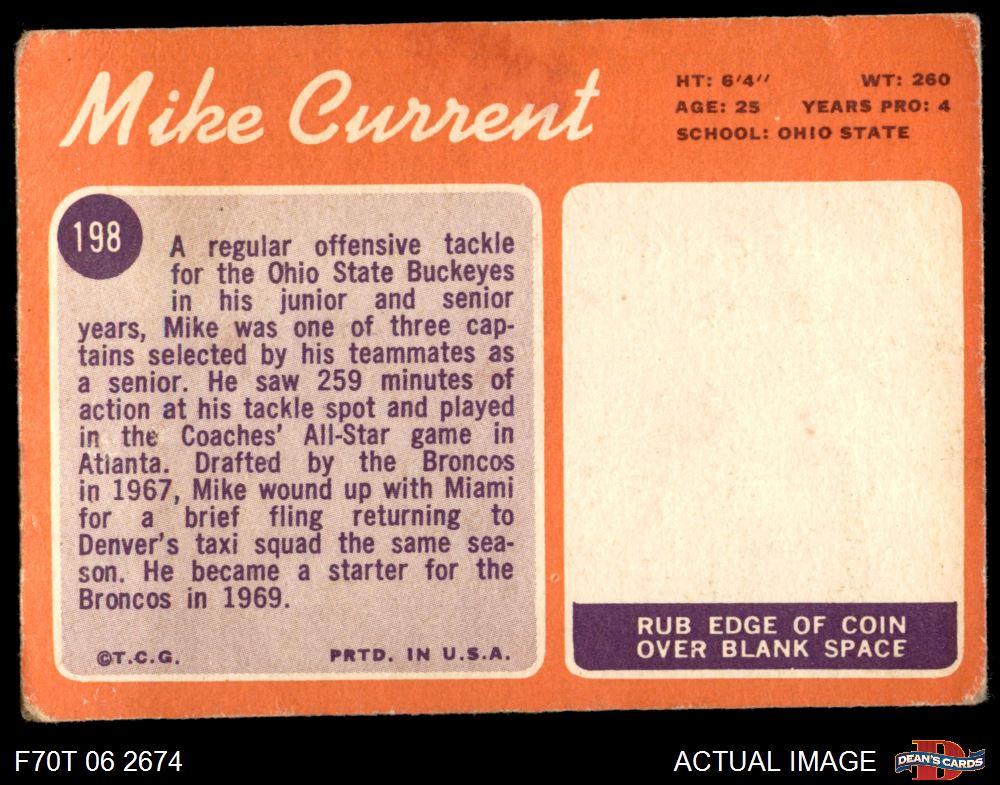 Mike Current
HT: 6'4'' WT: 260
AGE: 25 YEARS PRO: 4
SCHOOL: OHIO STATE
198
A regular offensive tackle
for the Ohio State Buckeyes
in his junior and senior
years, Mike was one of three cap-
tains selected by his teammates as
a senior. He saw 259 minutes of
action at his tackle spot and played
in the Coaches' All-Star game in
Atlanta. Drafted by the Broncos
in 1967, Mike wound up with Miami
for a brief fling returning to
Denver's taxi squad the same sea-
son. He became a starter for the
Broncos in 1969.
©T.C.G. PRTD. IN U.S.A.
RUB EDGE OF COIN
OVER BLANK SPACE
F70T 06 2674
ACTUAL IMAGE
D
DEAN'S CARDS